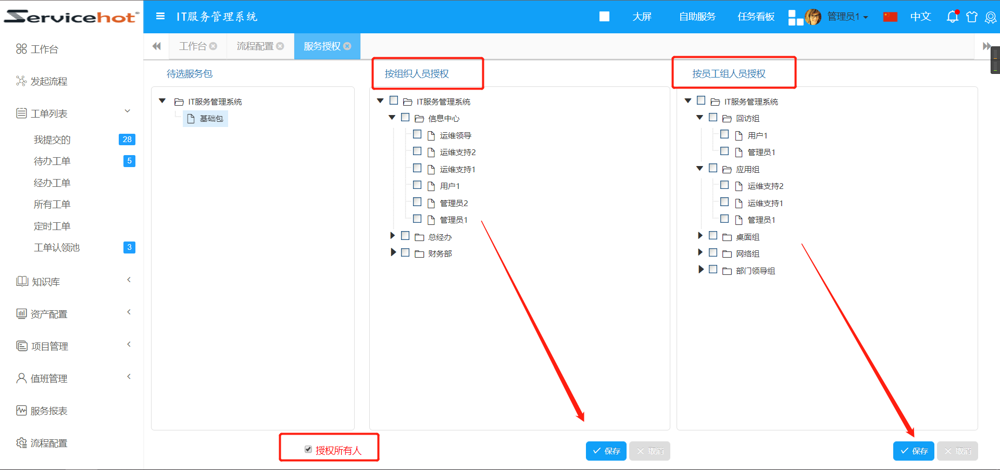 Servicehot
IT服务管理系统
大屏
自助服务
任务看板
管理员1
中文
工作台
流程配置
服务授权
工作台
发起流程
工单列表
我提交的 28
待办工单 5
经办工单
所有工单
定时工单
工单认领池 3
知识库
资产配置
项目管理
值班管理
服务报表
流程配置
待选服务包
IT服务管理系统
基础包
授权所有人
按组织人员授权
IT服务管理系统
信息中心
运维领导
运维支持2
运维支持1
用户1
管理员2
管理员1
总经办
财务部
保存
取消
按员工组人员授权
IT服务管理系统
回访组
用户1
管理员1
应用组
运维支持2
运维支持1
管理员1
桌面组
网络组
部门领导组
保存
取消